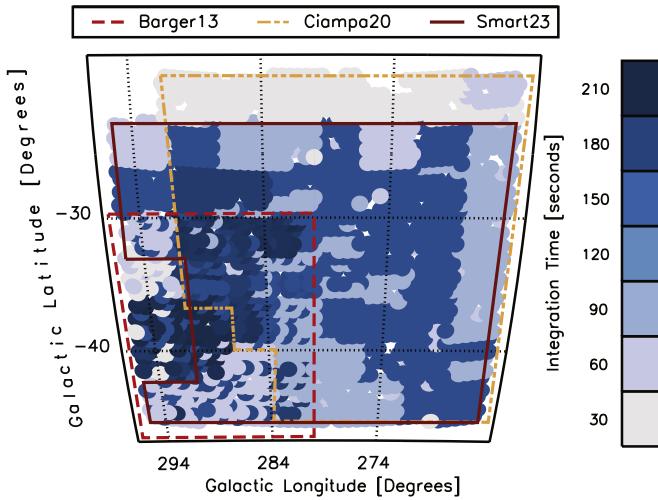 Barger13 Ciampa20 Smart23
Galactic Latitude [Degrees]
-30
-40
294 284 274
Galactic Longitude [Degrees]
Integration Time [seconds]
210
180
150
120
90
60
30